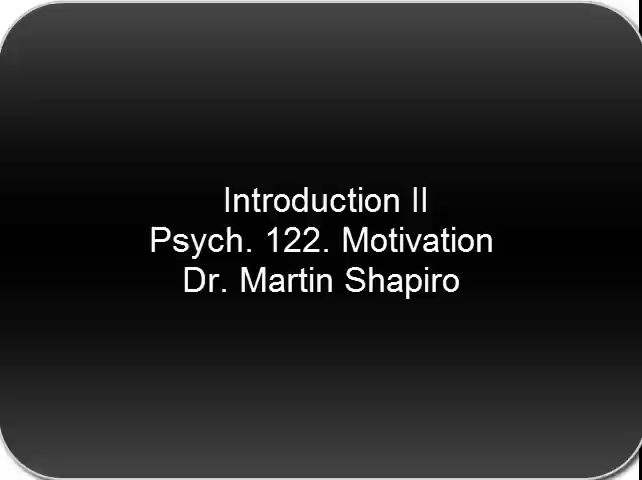 Introduction II
Psych. 122. Motivation
Dr. Martin Shapiro